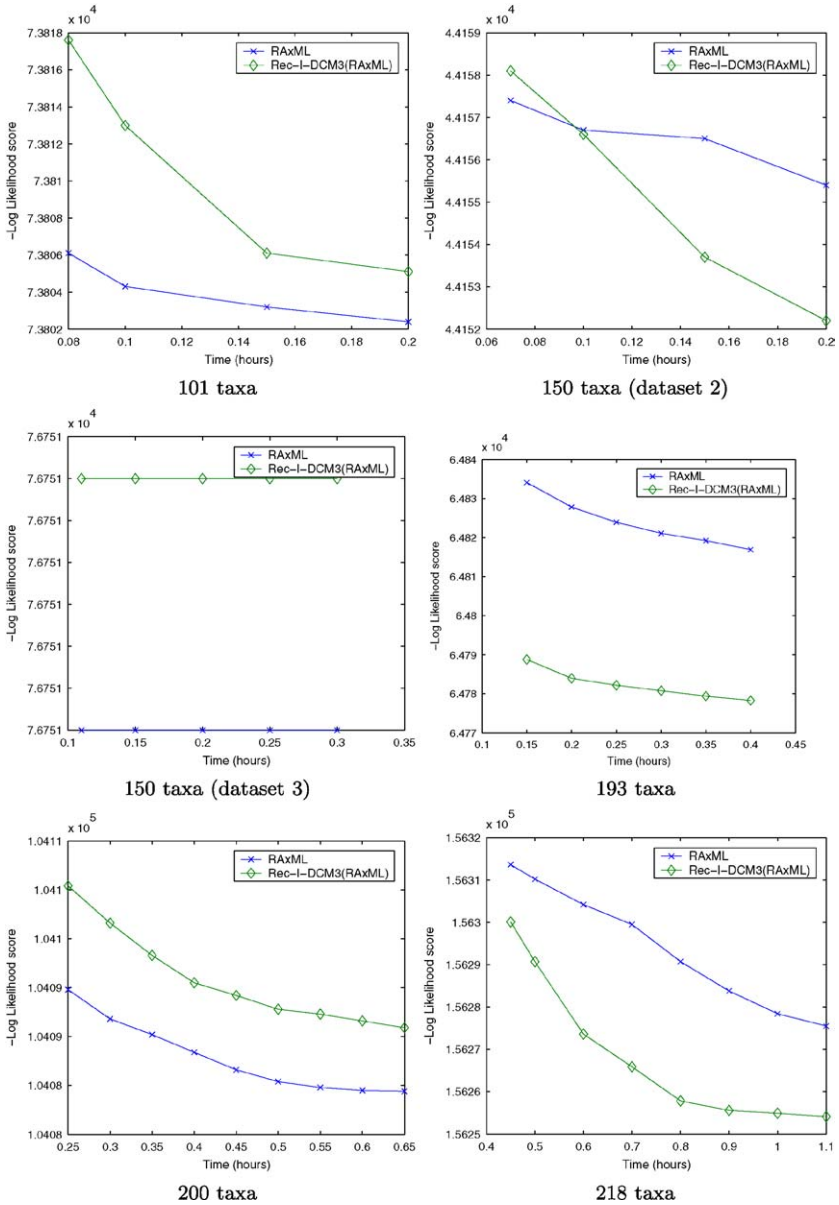 x 10^4
7.3818
7.3816
7.3814
7.3812
7.381
7.3808
7.3806
7.3804
7.3802
−Log Likelihood score
RAxML
Rec−I−DCM3(RAxML)
0.08 0.1 0.12 0.14 0.16 0.18 0.2
Time (hours)
101 taxa
x 10^4
4.4159
4.4158
4.4157
4.4156
4.4155
4.4154
4.4153
4.4152
−Log Likelihood score
RAxML
Rec−I−DCM3(RAxML)
0.06 0.08 0.1 0.12 0.14 0.16 0.18 0.2
Time (hours)
150 taxa (dataset 2)
x 10^4
7.6751
7.6751
7.6751
7.6751
7.6751
7.6751
7.6751
7.6751
−Log Likelihood score
RAxML
Rec−I−DCM3(RAxML)
0.1 0.15 0.2 0.25 0.3 0.35
Time (hours)
150 taxa (dataset 3)
x 10^4
6.484
6.483
6.482
6.481
6.48
6.479
6.478
6.477
−Log Likelihood score
RAxML
Rec−I−DCM3(RAxML)
0.1 0.15 0.2 0.25 0.3 0.35 0.4 0.45
Time (hours)
193 taxa
x 10^5
1.0411
1.041
1.041
1.0409
1.0409
1.0408
1.0408
−Log Likelihood score
RAxML
Rec−I−DCM3(RAxML)
0.25 0.3 0.35 0.4 0.45 0.5 0.55 0.6 0.65
Time (hours)
200 taxa
x 10^5
1.5632
1.5631
1.563
1.5629
1.5628
1.5627
1.5626
1.5625
−Log Likelihood score
RAxML
Rec−I−DCM3(RAxML)
0.4 0.5 0.6 0.7 0.8 0.9 1 1.1
Time (hours)
218 taxa